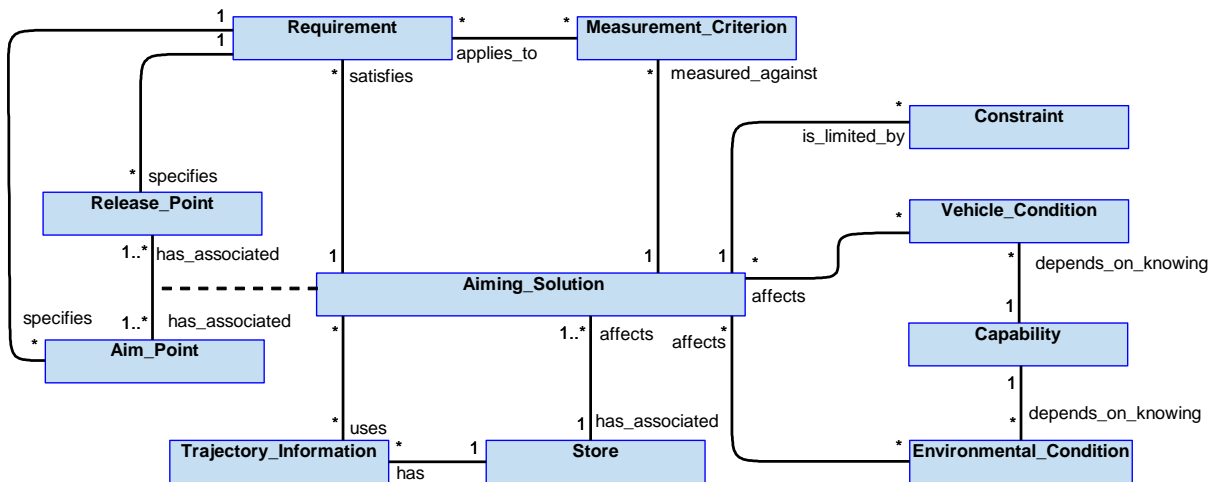 1
Requirement
*
*
Measurement_Criterion
1
applies_to
*
satisfies
*
measured_against
*
Constraint
is_limited_by
*
specifies
Release_Point
*
Vehicle_Condition
1..*
has_associated
1
1
1
*
*
depends_on_knowing
Aiming_Solution
affects
specifies
1..*
has_associated
*
1..*
affects
*
affects
1
Capability
*
Aim_Point
1
*
uses
1
has_associated
*
depends_on_knowing
Trajectory_Information
*
has
1
Store
*
Environmental_Condition